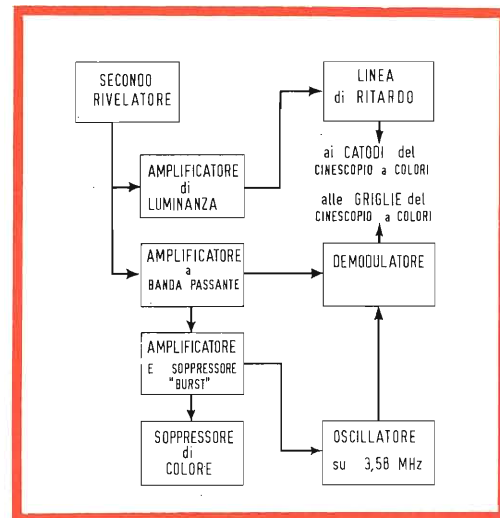 SECONDO
RIVELATORE
LINEA
di RITARDO
ai CATODI del
CINESCOPIO a COLORI
AMPLIFICATORE
di
LUMINANZA
alle GRIGLIE del
CINESCOPIO a COLORI
AMPLIFICATORE
a
BANDA PASSANTE
DEMODULATORE
AMPLIFICATORE
E SOPPRESSORE
"BURST"
SOPPRESSORE
di
COLORE
OSCILLATORE
su 3,58 MHz